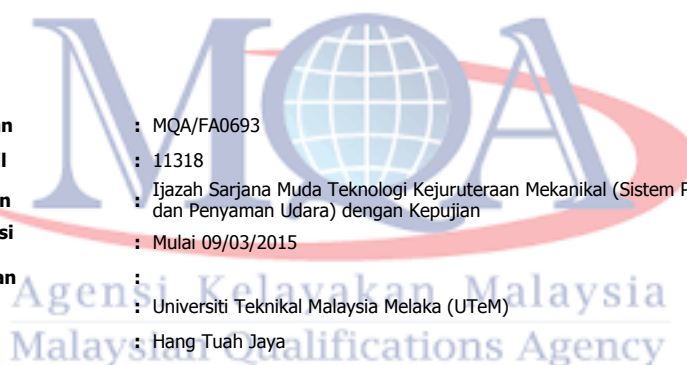 MQA
an : MQA/FA0693
l : 11318
n : Ijazah Sarjana Muda Teknologi Kejuruteraan Mekanikal (Sistem P
dan Penyaman Udara) dengan Kepujian
si : Mulai 09/03/2015
an :
Agensi Kelayakan Malaysia
: Universiti Teknikal Malaysia Melaka (UTeM)
: Hang Tuah Jaya
Malaysian Qualifications Agency